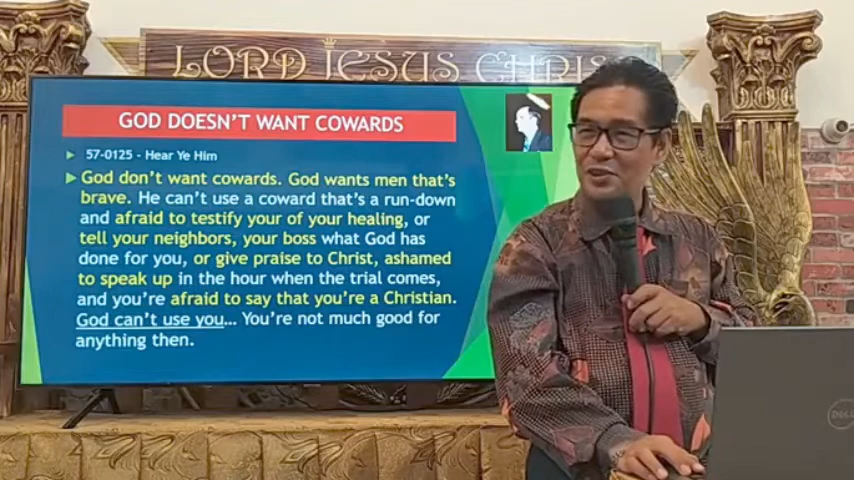 LORD JESUS CHRIS
GOD DOESN'T WANT COWARDS
57-0125 - Hear Ye Him
God don't want cowards. God wants men that's
brave. He can't use a coward that's a run-down
and afraid to testify your of your healing, or
tell your neighbors, your boss what God has
done for you, or give praise to Christ, ashamed
to speak up in the hour when the trial comes,
and you're afraid to say that you're a Christian.
God can't use you... You're not much good for
anything then.
DELL